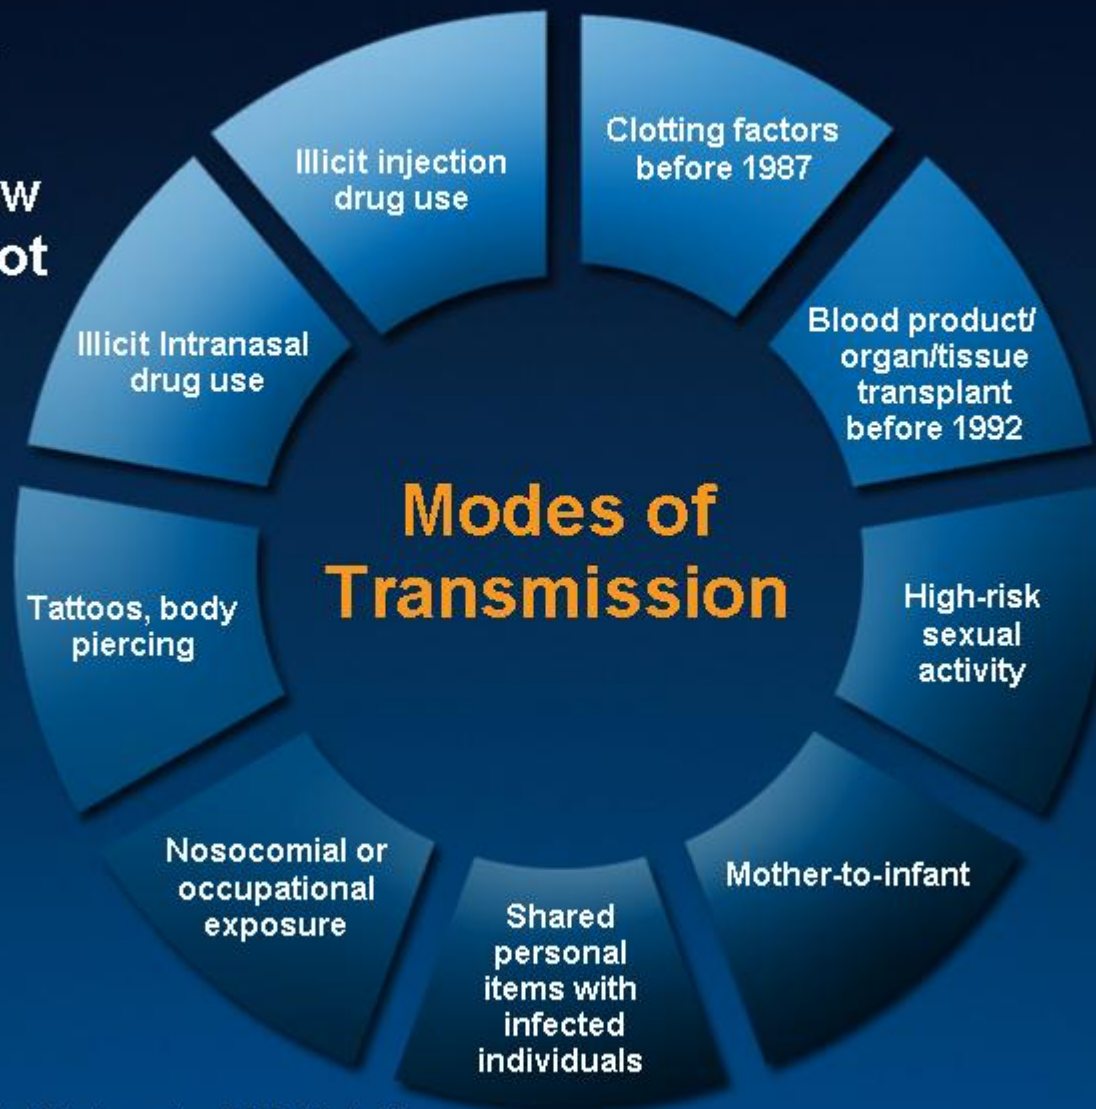 w
ot
Clotting factors
before 1987
Blood product/
organ/tissue
transplant
before 1992
High-risk
sexual
activity
Mother-to-infant
Shared
personal
items with
infected
individuals
Nosocomial or
occupational
exposure
Tattoos, body
piercing
Illicit Intranasal
drug use
Illicit injection
drug use
Modes of
Transmission